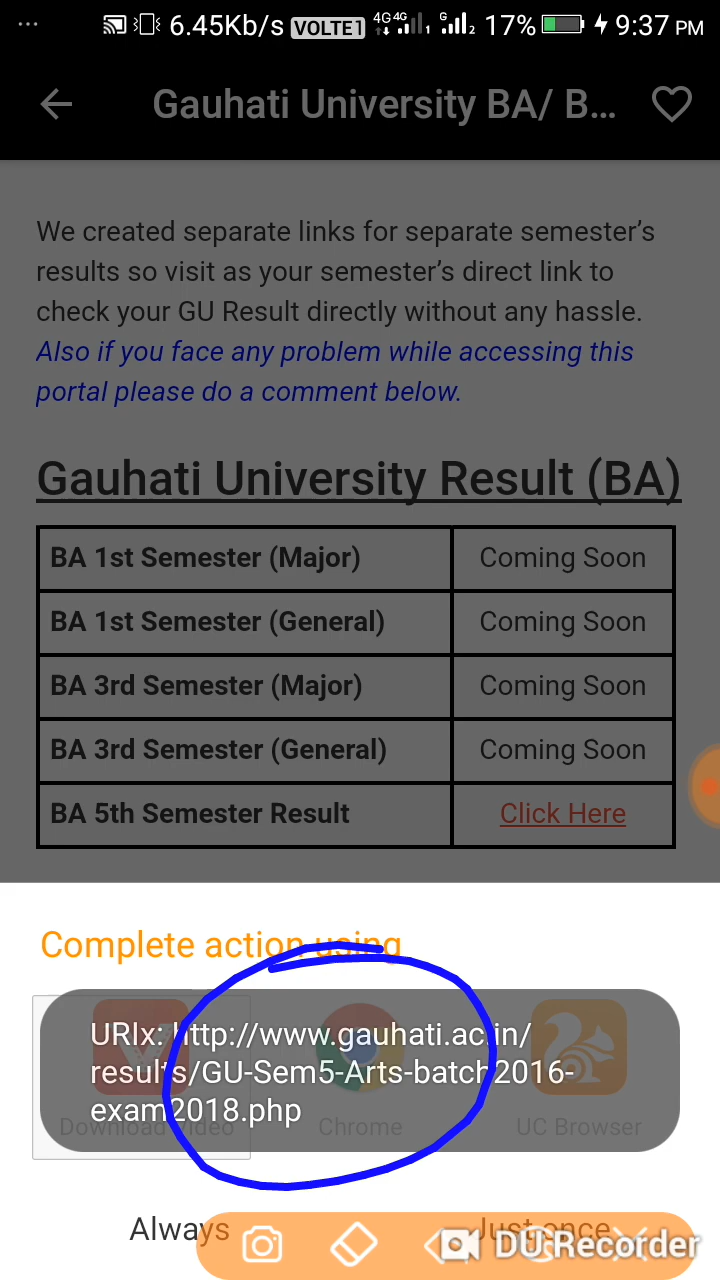 ... 6.45Kb/s VOLTE1 4G 4G 1 G 2 17% 9:37 PM
Gauhati University BA/ B...
We created separate links for separate semester’s
results so visit as your semester’s direct link to
check your GU Result directly without any hassle.
Also if you face any problem while accessing this
portal please do a comment below.
Gauhati University Result (BA)
BA 1st Semester (Major) Coming Soon
BA 1st Semester (General) Coming Soon
BA 3rd Semester (Major) Coming Soon
BA 3rd Semester (General) Coming Soon
BA 5th Semester Result Click Here
Complete action using
URIx: http://www.gauhati.ac.in/
results/GU-Sem5-Arts-batch2016-
exam2018.php
Download Video Chrome UC Browser
Always Just once
DU Recorder